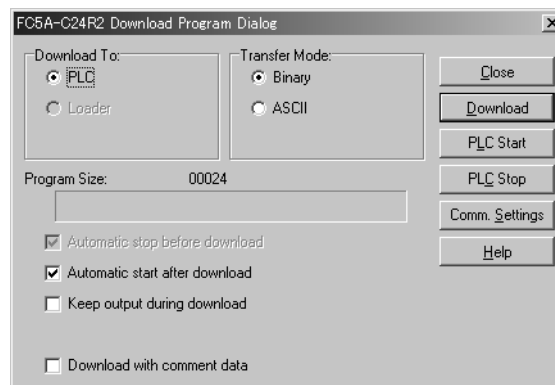 FC5A-C24R2 Download Program Dialog
Download To:
PLC
Loader
Transfer Mode:
Binary
ASCII
Program Size: 00024
Automatic stop before download
Automatic start after download
Keep output during download
Download with comment data
Close
Download
PLC Start
PLC Stop
Comm. Settings
Help